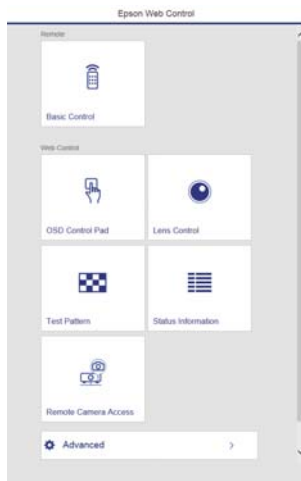 Epson Web Control
Remote
Basic Control
Web Control
OSD Control Pad
Lens Control
Test Pattern
Status Information
Remote Camera Access
Advanced